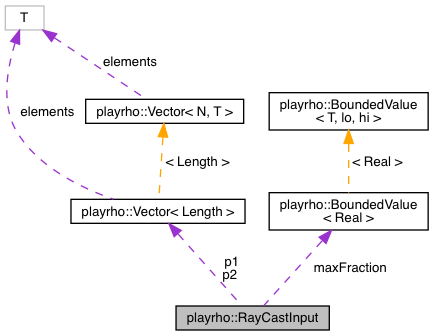 T
elements
elements
playrho::Vector< N, T >
playrho::BoundedValue
< T, lo, hi >
< Length >
< Real >
playrho::Vector< Length >
playrho::BoundedValue
< Real >
p1
p2
maxFraction
playrho::RayCastInput